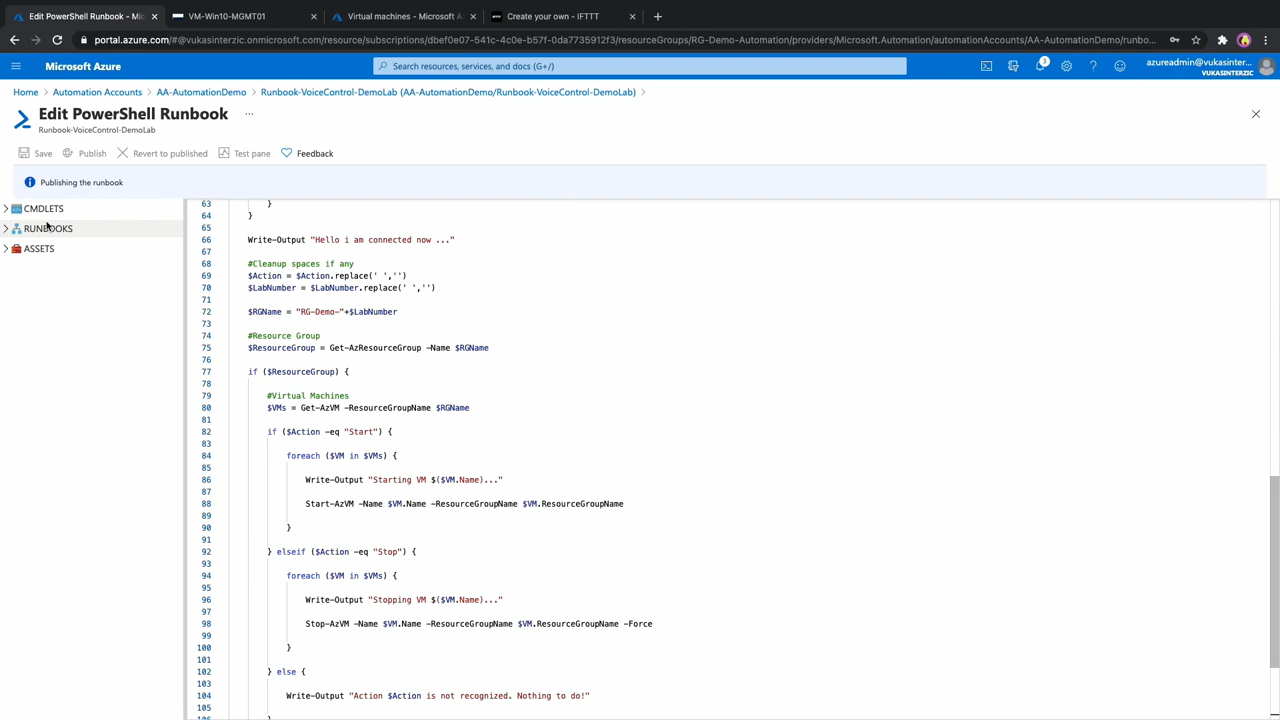 Edit PowerShell Runbook - Mic
VM-Win10-MGMT01
Virtual machines - Microsoft A
Create your own - IFTTT
portal.azure.com/#@vukasinterzic.onmicrosoft.com/resource/subscriptions/dbef0e07-541c-4c0e-b57f-0da7735912f3/resourceGroups/RG-Demo-Automation/providers/Microsoft.Automation/automationAccounts/AA-AutomationDemo/runbo...
Microsoft Azure
Search resources, services, and docs (G+/)
1
azureadmin@vukasinter...
VUKASINTERZIC
Home > Automation Accounts > AA-AutomationDemo > Runbook-VoiceControl-DemoLab (AA-AutomationDemo/Runbook-VoiceControl-DemoLab) >
Edit PowerShell Runbook ...
Runbook-VoiceControl-DemoLab
Save Publish Revert to published Test pane Feedback
Publishing the runbook
CMDLETS
RUNBOOKS
ASSETS
63 }
64 }
65
66 Write-Output "Hello i am connected now ..."
67
68 #Cleanup spaces if any
69 $Action = $Action.replace(' ','')
70 $LabNumber = $LabNumber.replace(' ','')
71
72 $RGName = "RG-Demo-"+$LabNumber
73
74 #Resource Group
75 $ResourceGroup = Get-AzResourceGroup -Name $RGName
76
77 if ($ResourceGroup) {
78
79 #Virtual Machines
80 $VMs = Get-AzVM -ResourceGroupName $RGName
81
82 if ($Action -eq "Start") {
83
84 foreach ($VM in $VMs) {
85
86 Write-Output "Starting VM $($VM.Name)..."
87
88 Start-AzVM -Name $VM.Name -ResourceGroupName $VM.ResourceGroupName
89
90 }
91
92 } elseif ($Action -eq "Stop") {
93
94 foreach ($VM in $VMs) {
95
96 Write-Output "Stopping VM $($VM.Name)..."
97
98 Stop-AzVM -Name $VM.Name -ResourceGroupName $VM.ResourceGroupName -Force
99
100 }
101
102 } else {
103
104 Write-Output "Action $Action is not recognized. Nothing to do!"
105
106 }